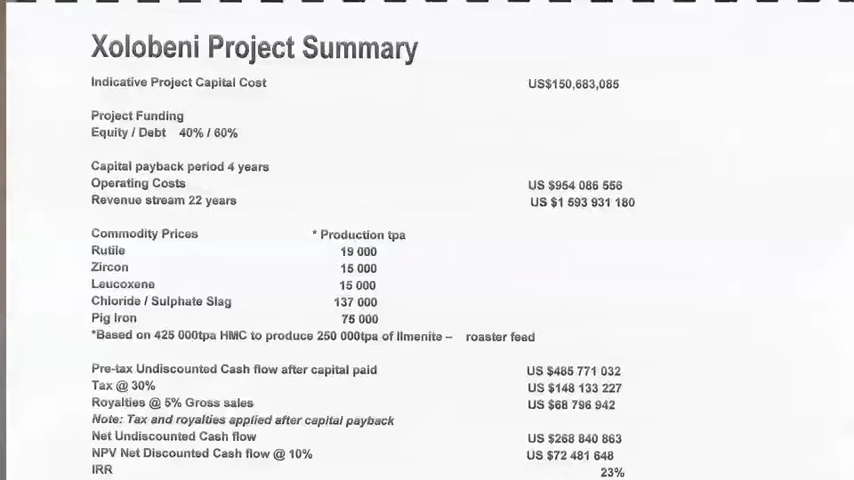 Xolobeni Project Summary
Indicative Project Capital Cost US$150,683,085
Project Funding
Equity / Debt 40% / 60%
Capital payback period 4 years
Operating Costs US $954 086 556
Revenue stream 22 years US $1 593 931 180
Commodity Prices * Production tpa
Rutile 19 000
Zircon 15 000
Leucoxene 15 000
Chloride / Sulphate Slag 137 000
Pig Iron 75 000
*Based on 425 000tpa HMC to produce 250 000tpa of Ilmenite – roaster feed
Pre-tax Undiscounted Cash flow after capital paid US $485 771 032
Tax @ 30% US $148 133 227
Royalties @ 5% Gross sales US $68 796 942
Note: Tax and royalties applied after capital payback
Net Undiscounted Cash flow US $268 840 863
NPV Net Discounted Cash flow @ 10% US $72 481 648
IRR 23%